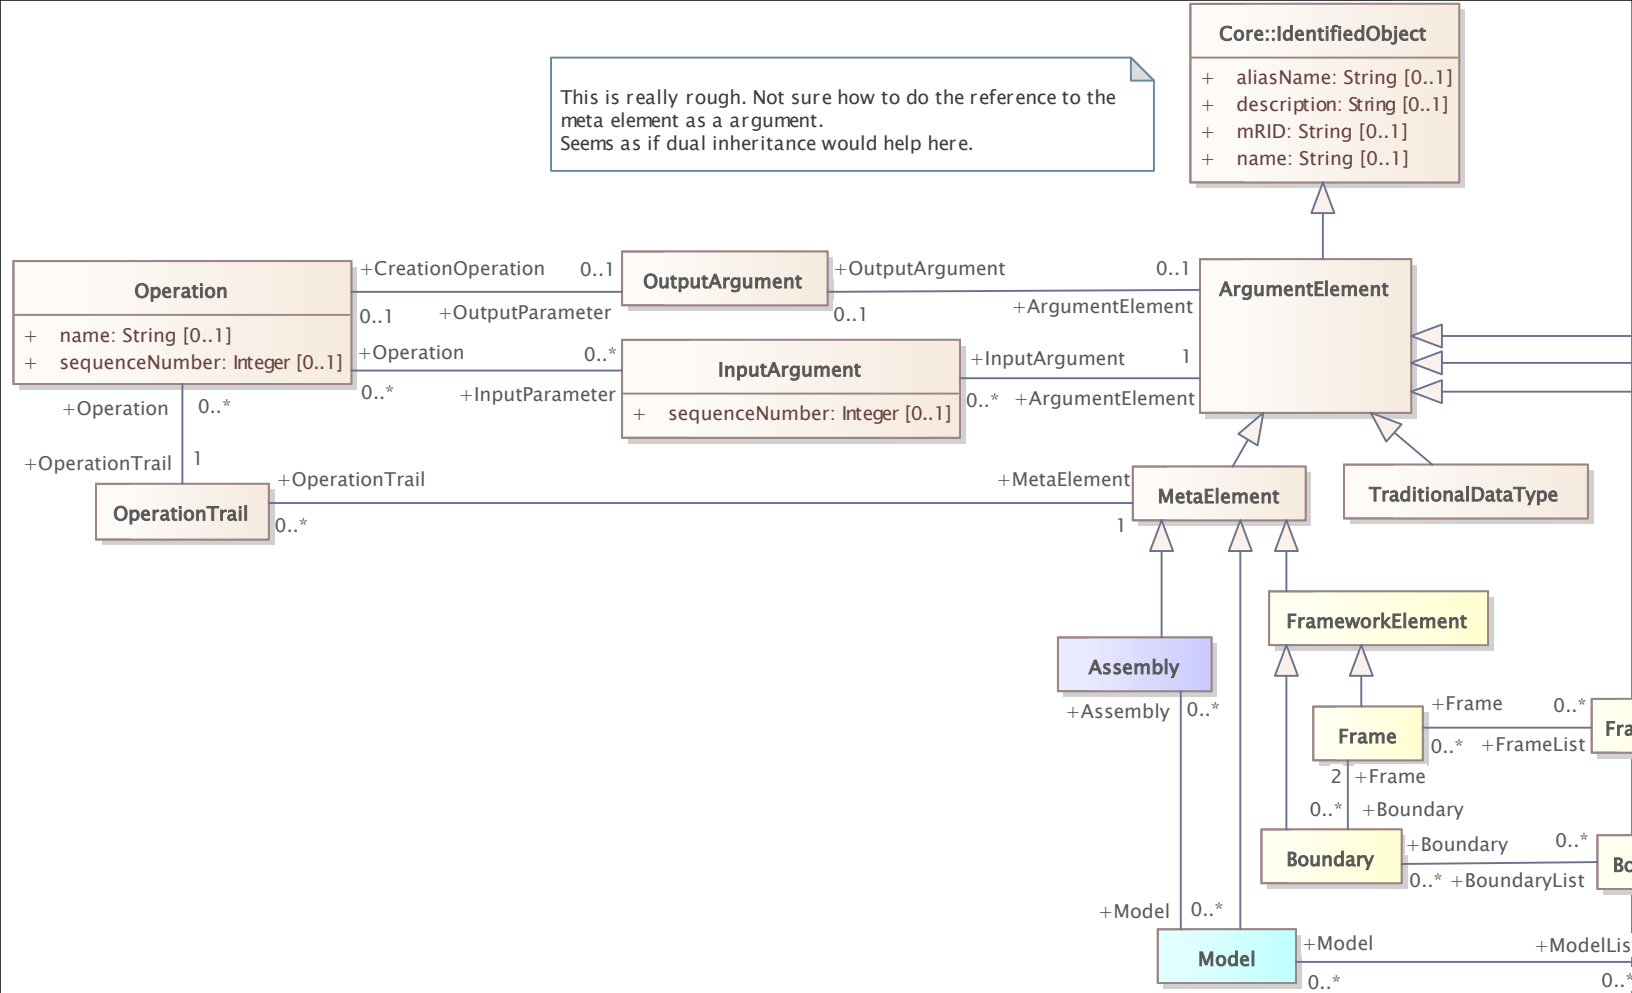 Core::IdentifiedObject
+ aliasName: String [0..1]
+ description: String [0..1]
+ mRID: String [0..1]
+ name: String [0..1]
This is really rough. Not sure how to do the reference to the
meta element as a argument.
Seems as if dual inheritance would help here.
Operation
+ name: String [0..1]
+ sequenceNumber: Integer [0..1]
+CreationOperation 0..1
0..1 +OutputParameter
OutputArgument
+OutputArgument 0..1
0..1 +ArgumentElement
ArgumentElement
+Operation 0..*
0..* +InputParameter
InputArgument
+ sequenceNumber: Integer [0..1]
+InputArgument 1
0..* +ArgumentElement
+Operation 0..*
+OperationTrail 1
OperationTrail
+OperationTrail +MetaElement
0..* 1
MetaElement
TraditionalDataType
FrameworkElement
Assembly
+Assembly 0..*
Frame
+Frame 0..*
0..* +FrameList
Fra
2 +Frame
0..* +Boundary
Boundary
+Boundary 0..*
0..* +BoundaryList
Bo
+Model 0..*
Model
+Model +ModelLis
0..* 0..*